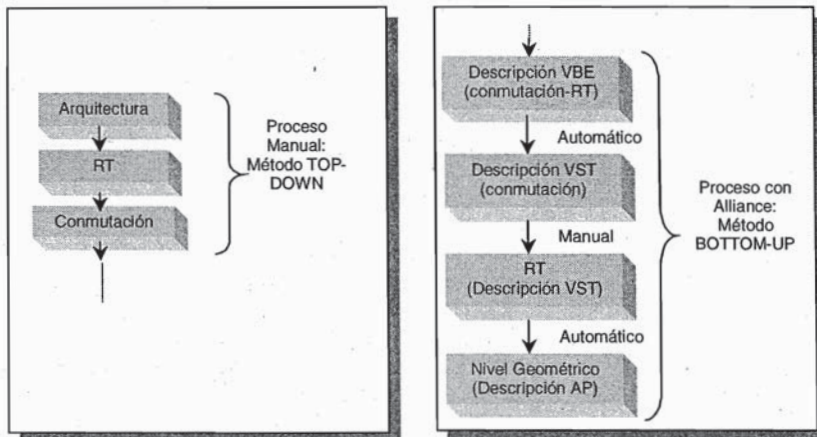 Arquitectura
RT
Conmutación
Proceso
Manual:
Método TOP-
DOWN
Descripción VBE
(conmutación-RT)
Automático
Descripción VST
(conmutación)
Manual
RT
(Descripción VST)
Automático
Nivel Geométrico
(Descripción AP)
Proceso con
Alliance:
Método
BOTTOM-UP